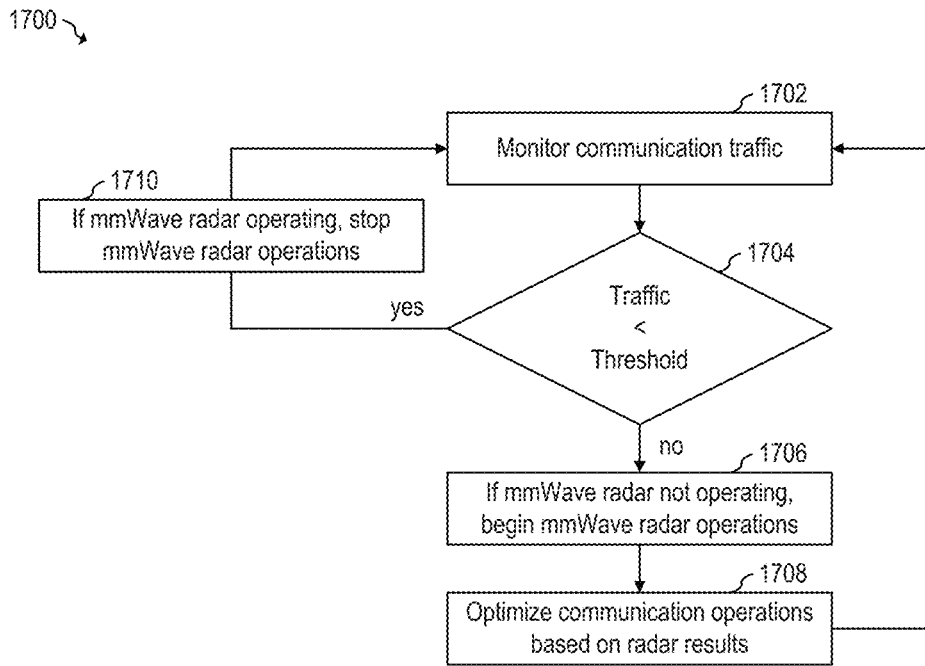 1700
1702
Monitor communication traffic
1710
If mmWave radar operating, stop
mmWave radar operations
1704
Traffic
<
Threshold
yes
no
1706
If mmWave radar not operating,
begin mmWave radar operations
1708
Optimize communication operations
based on radar results